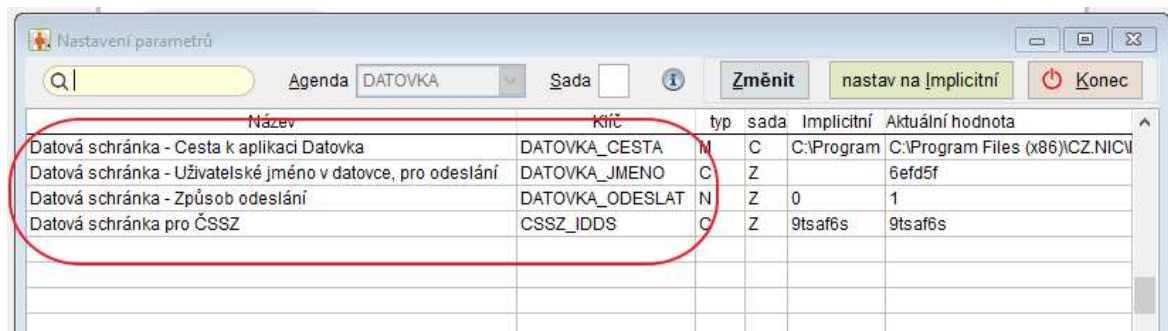 Nastavení parametrů
Agenda DATOVKA Sada Změnit nastav na Implicitní Konec
Název Klíč typ sada Implicitní Aktuální hodnota
Datová schránka - Cesta k aplikaci Datovka DATOVKA_CESTA M C C:\Program C:\Program Files (x86)\CZ.NIC\
Datová schránka - Uživatelské jméno v datovce, pro odeslání DATOVKA_JMENO C Z 6efd5f
Datová schránka - Způsob odeslání DATOVKA_ODESLAT N Z 0 1
Datová schránka pro ČSSZ CSSZ_IDDS C Z 9tsaf6s 9tsaf6s